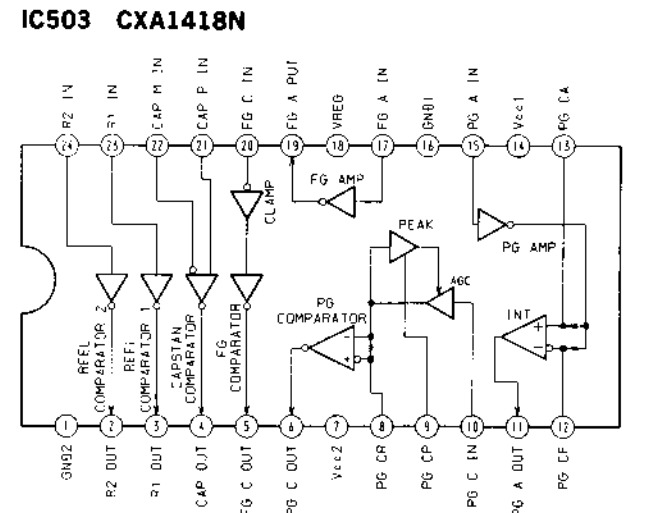 IC503 CXA1418N
R2 IN
R1 IN
CAP M IN
CAP P IN
FG C IN
FG A PUT
VREG
FG A IN
GND1
PG A IN
Vcc1
PG CA
24
23
22
21
20
19
18
17
16
15
14
13
CLAMP
FG AMP
PEAK
PG AMP
AGC
INT
+
−
PG
COMPARATOR
−
+
REEL
COMPARATOR 2
REFi
COMPARATOR 1
CAPSTAN
COMPARATOR
FG
COMPARATOR
1
2
3
4
5
6
7
8
9
10
11
12
GND2
R2 OUT
R1 OUT
CAP OUT
FG C OUT
PG C OUT
Vcc2
PG CR
PG CP
PG C IN
PG A OUT
PG CF